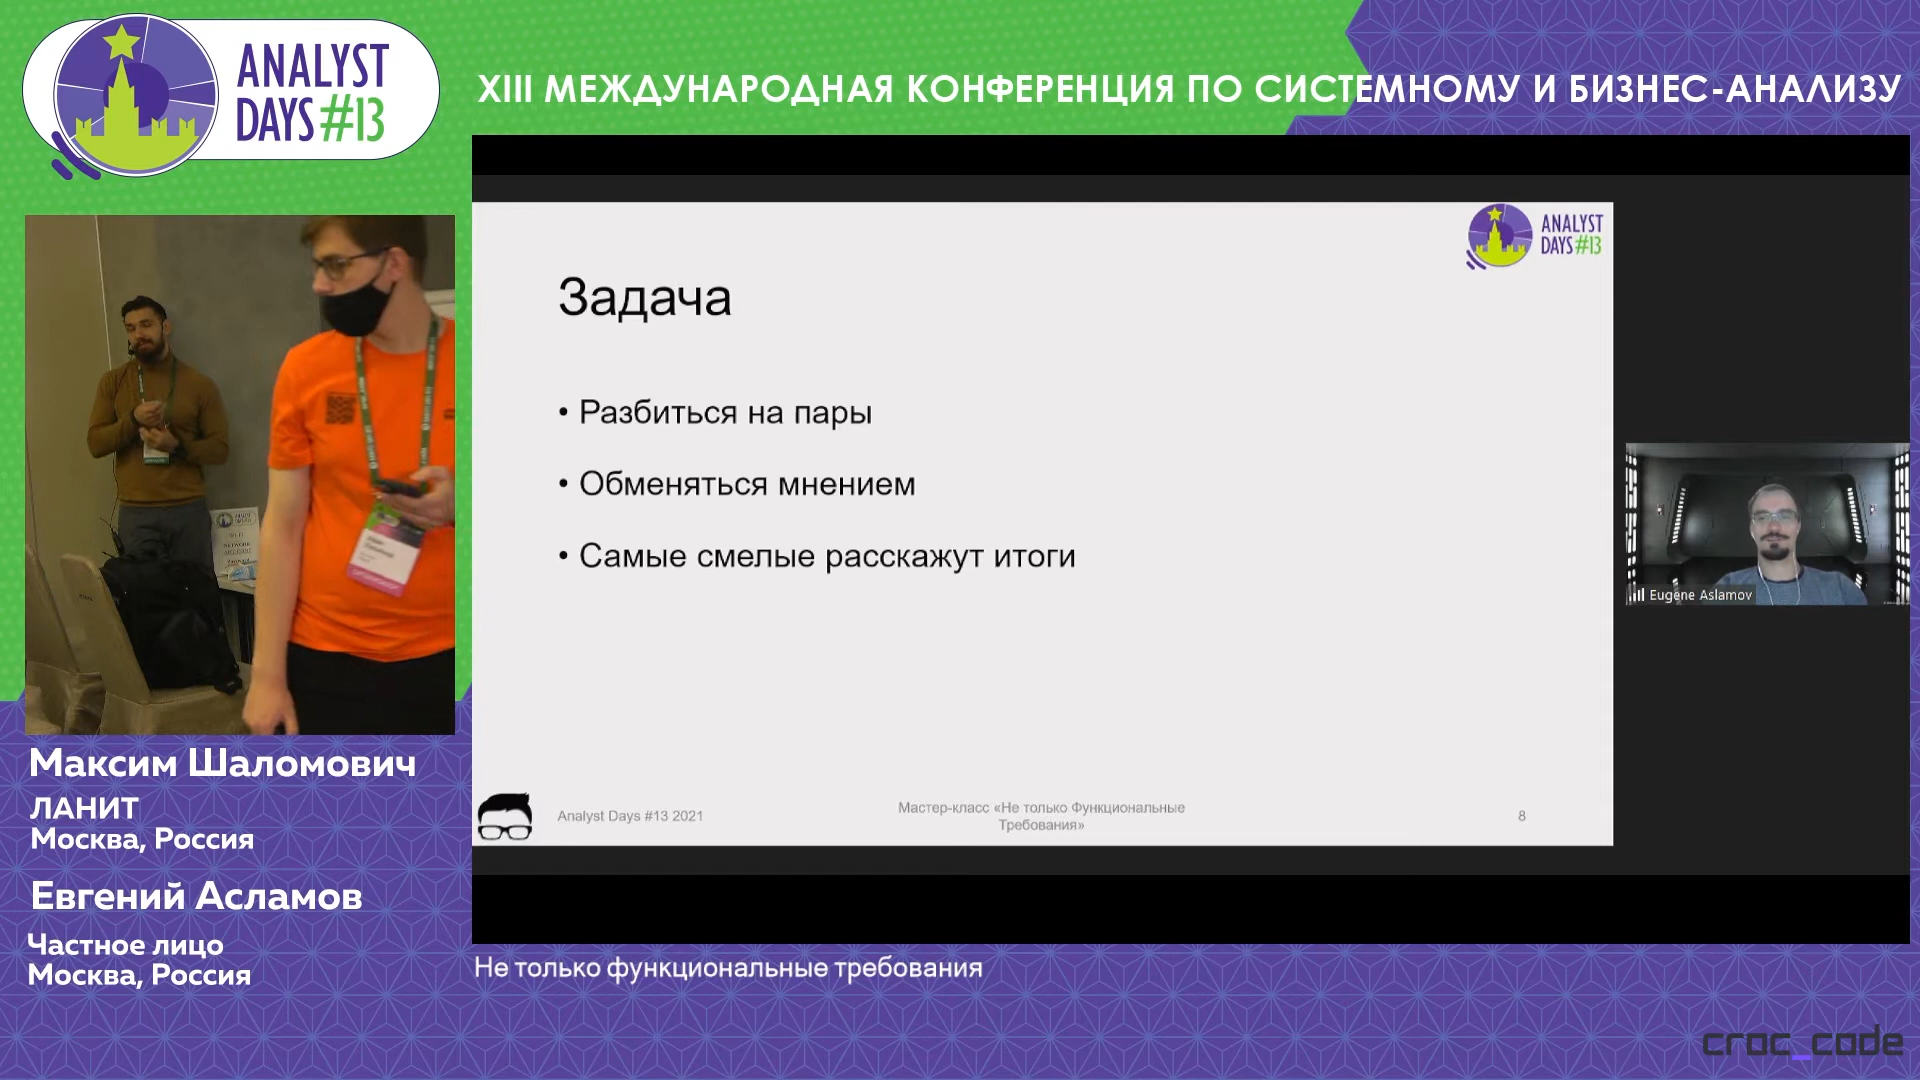 ANALYST
DAYS #13
XIII МЕЖДУНАРОДНАЯ КОНФЕРЕНЦИЯ ПО СИСТЕМНОМУ И БИЗНЕС-АНАЛИЗУ
ANALYST
DAYS #13
Задача
• Разбиться на пары
• Обменяться мнением
• Самые смелые расскажут итоги
Analyst Days #13 2021
Мастер-класс «Не только Функциональные
Требования»
8
Eugene Aslamov
Максим Шаломович
ЛАНИТ
Москва, Россия
Евгений Асламов
Частное лицо
Москва, Россия
Не только функциональные требования
croc_code